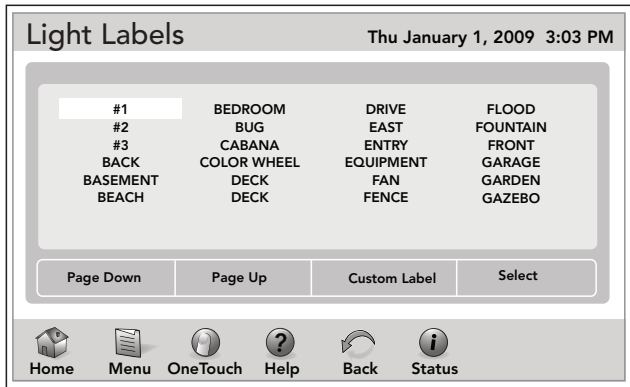 Light Labels Thu January 1, 2009 3:03 PM
#1 BEDROOM DRIVE FLOOD
#2 BUG EAST FOUNTAIN
#3 CABANA ENTRY FRONT
BACK COLOR WHEEL EQUIPMENT GARAGE
BASEMENT DECK FAN GARDEN
BEACH DECK FENCE GAZEBO
Page Down Page Up Custom Label Select
Home Menu OneTouch Help Back Status